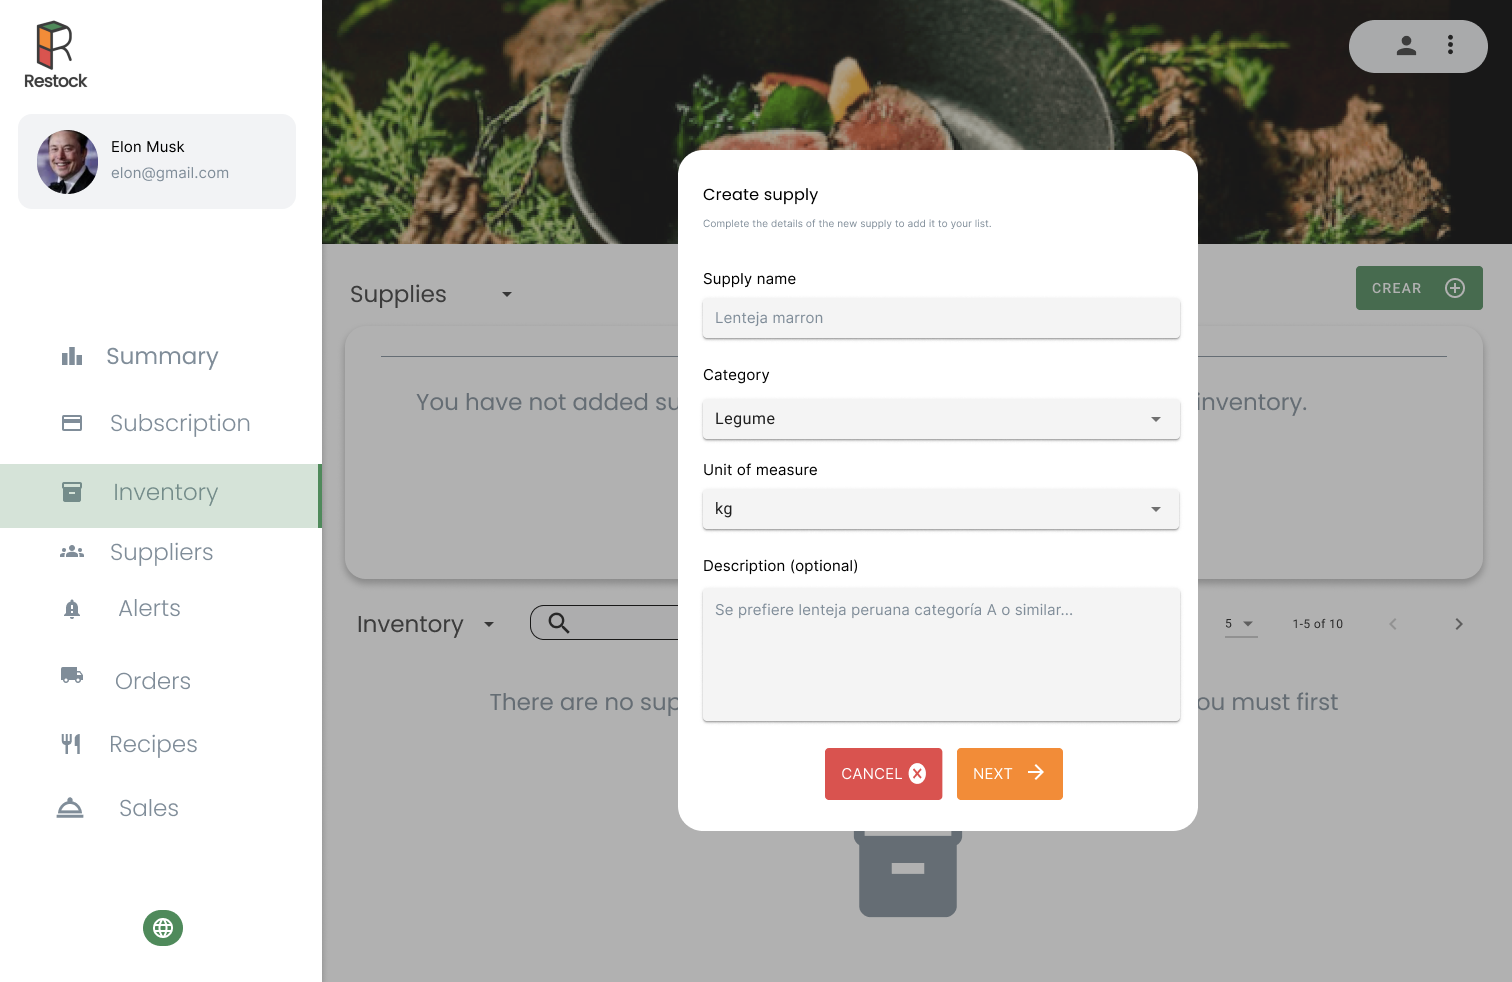 Restock
Elon Musk
elon@gmail.com
Summary
Subscription
Inventory
Suppliers
Alerts
Orders
Recipes
Sales
Supplies
CREAR
You have not added su
inventory.
Inventory
5
1-5 of 10
There are no sup
ou must first
Create supply
Complete the details of the new supply to add it to your list.
Supply name
Lenteja marron
Category
Legume
Unit of measure
kg
Description (optional)
Se prefiere lenteja peruana categoría A o similar...
CANCEL
NEXT